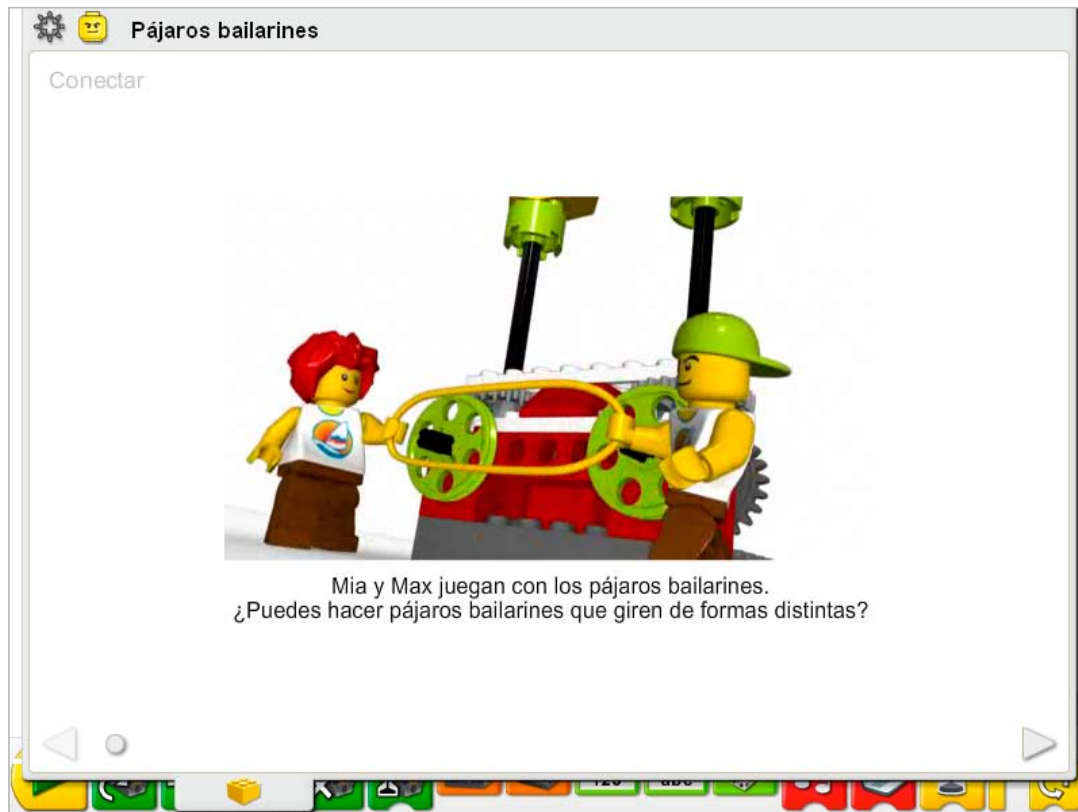 Pájaros bailarines
Conectar
Mia y Max juegan con los pájaros bailarines.
¿Puedes hacer pájaros bailarines que giren de formas distintas?